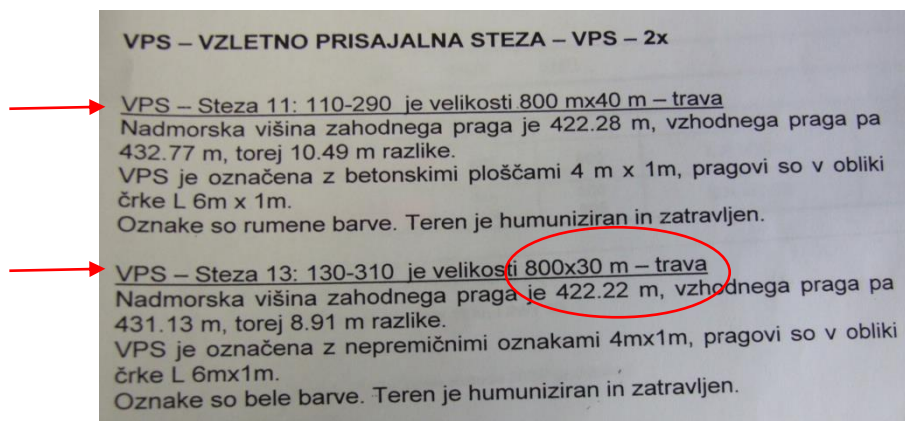 VPS – VZLETNO PRISAJALNA STEZA – VPS – 2x
VPS – Steza 11: 110-290 je velikosti 800 mx40 m – trava
Nadmorska višina zahodnega praga je 422.28 m, vzhodnega praga pa
432.77 m, torej 10.49 m razlike.
VPS je označena z betonskimi ploščami 4 m x 1m, pragovi so v obliki
črke L 6m x 1m.
Oznake so rumene barve. Teren je humuniziran in zatravljen.
VPS – Steza 13: 130-310 je velikosti 800x30 m – trava
Nadmorska višina zahodnega praga je 422.22 m, vzhodnega praga pa
431.13 m, torej 8.91 m razlike.
VPS je označena z nepremičnimi oznakami 4mx1m, pragovi so v obliki
črke L 6mx1m.
Oznake so bele barve. Teren je humuniziran in zatravljen.